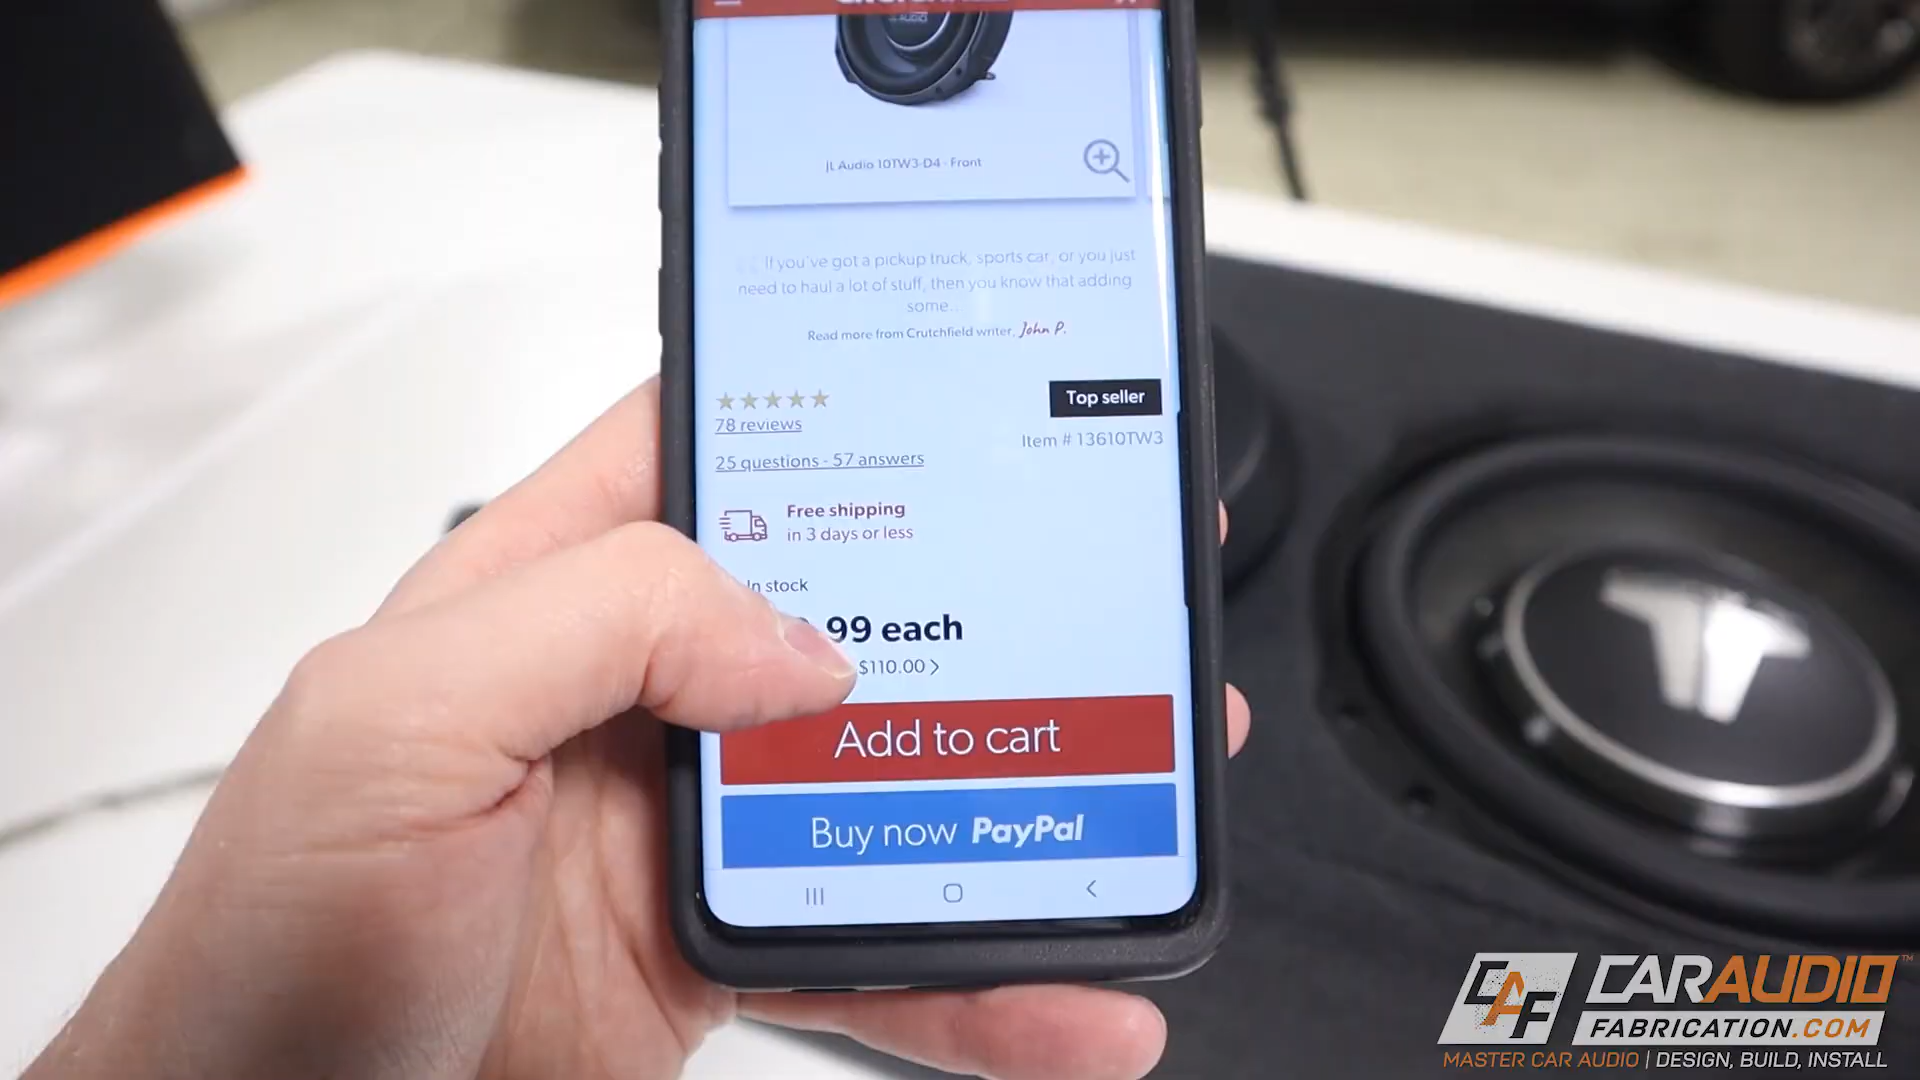 AUDIO
JL Audio 10TW3-D4 - Front
If you've got a pickup truck, sports car, or you just
need to haul a lot of stuff, then you know that adding
some...
Read more from Crutchfield writer, John P.
Top seller
78 reviews
Item # 13610TW3
25 questions - 57 answers
Free shipping
in 3 days or less
In stock
.99 each
$110.00 >
Add to cart
Buy now PayPal
CAF
CARAUDIO™
FABRICATION.COM
MASTER CAR AUDIO | DESIGN, BUILD, INSTALL